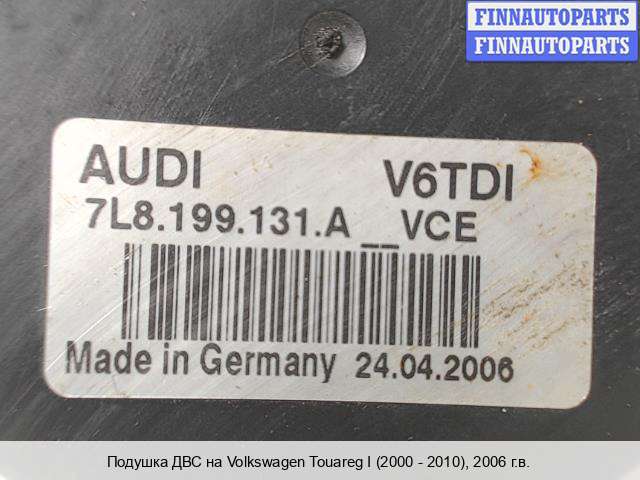 FINNAUTOPARTS
FINNAUTOPARTS
AUDI V6TDI
7L8.199.131.A__VCE
Made in Germany 24.04.2006
Подушка ДВС на Volkswagen Touareg I (2000 - 2010), 2006 г.в.